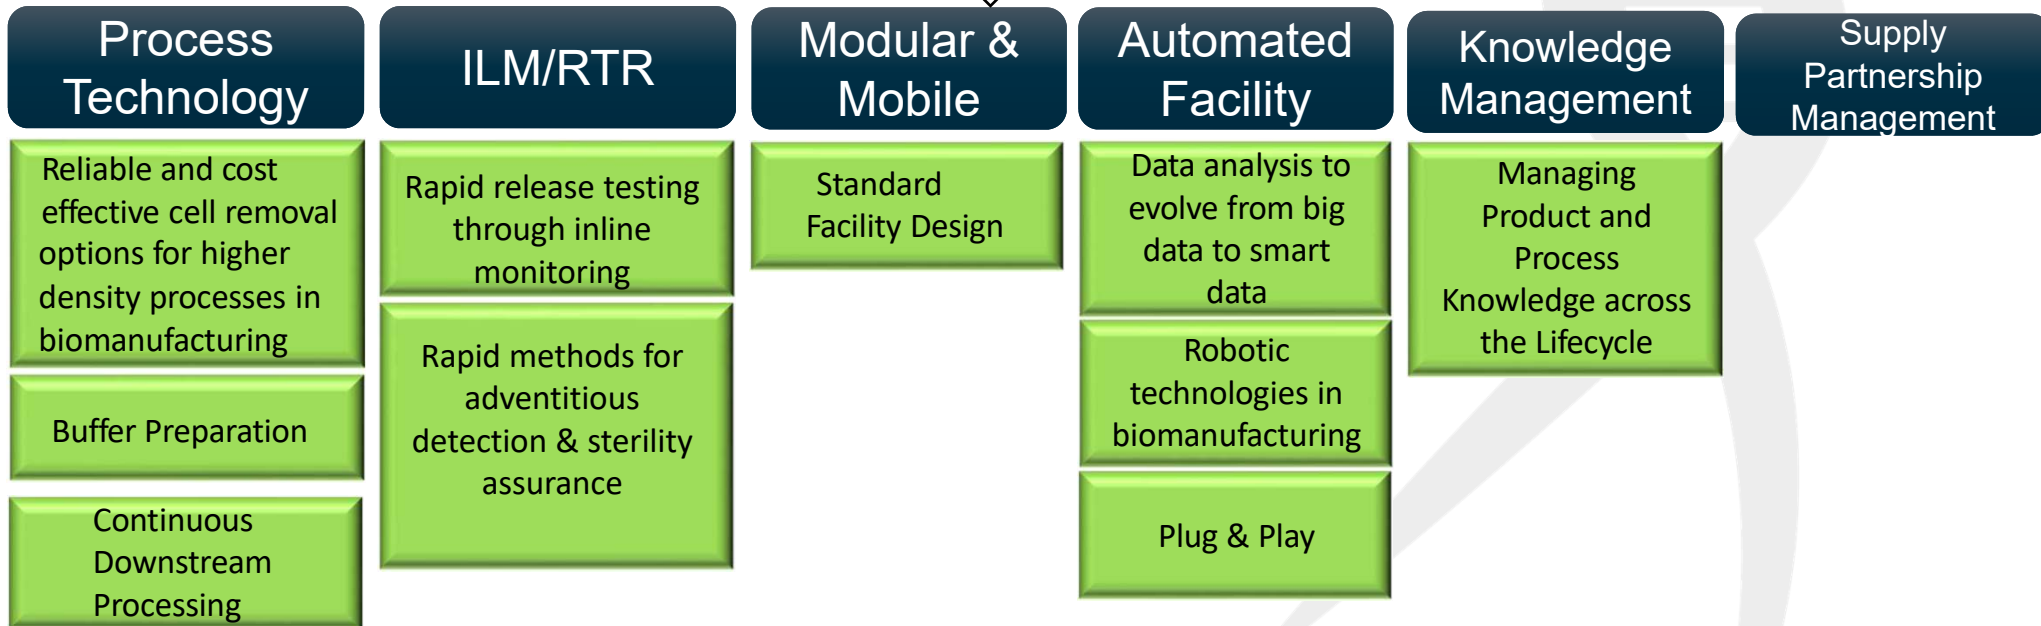 Process
Technology
ILM/RTR
Modular &
Mobile
Automated
Facility
Knowledge
Management
Supply
Partnership
Management
Reliable and cost
effective cell removal
options for higher
density processes in
biomanufacturing
Buffer Preparation
Continuous
Downstream
Processing
Rapid release testing
through inline
monitoring
Rapid methods for
adventitious
detection & sterility
assurance
Standard
Facility Design
Data analysis to
evolve from big
data to smart
data
Robotic
technologies in
biomanufacturing
Plug & Play
Managing
Product and
Process
Knowledge across
the Lifecycle